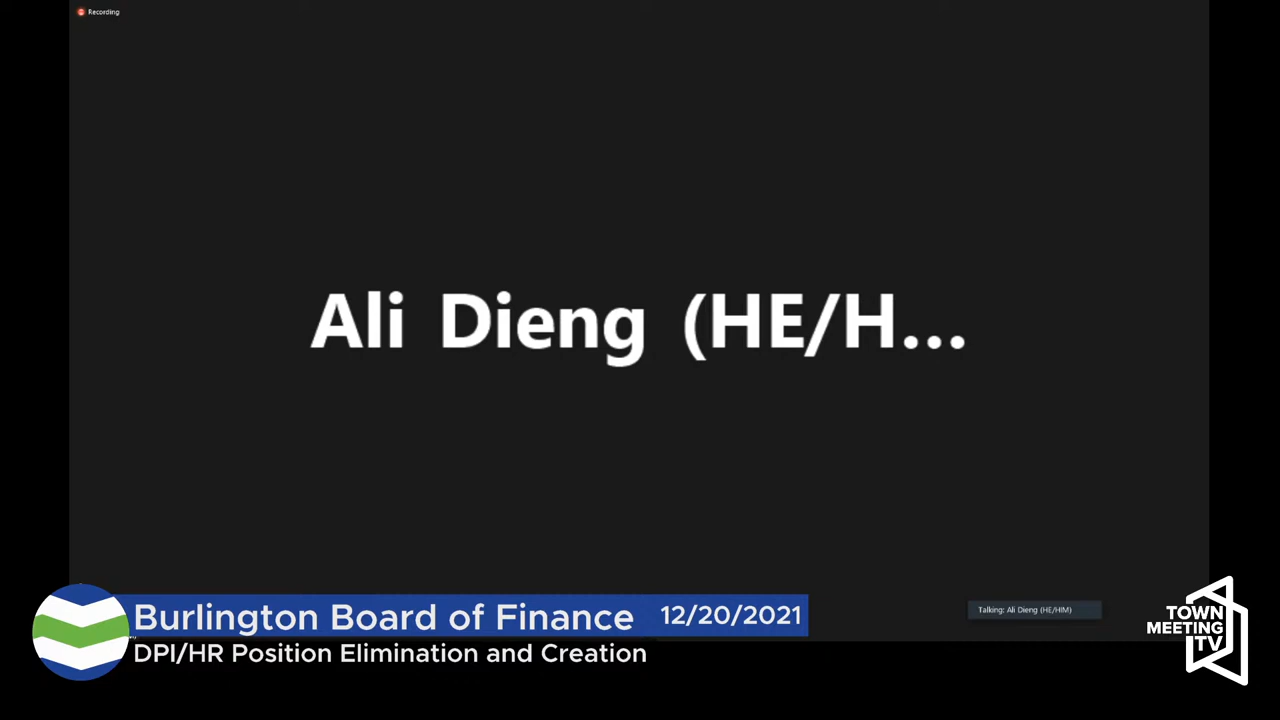 Recording
Ali Dieng (HE/H...
Burlington Board of Finance 12/20/2021
Talking: Ali Dieng (HE/HIM)
DPI/HR Position Elimination and Creation
TOWN
MEETING
TV